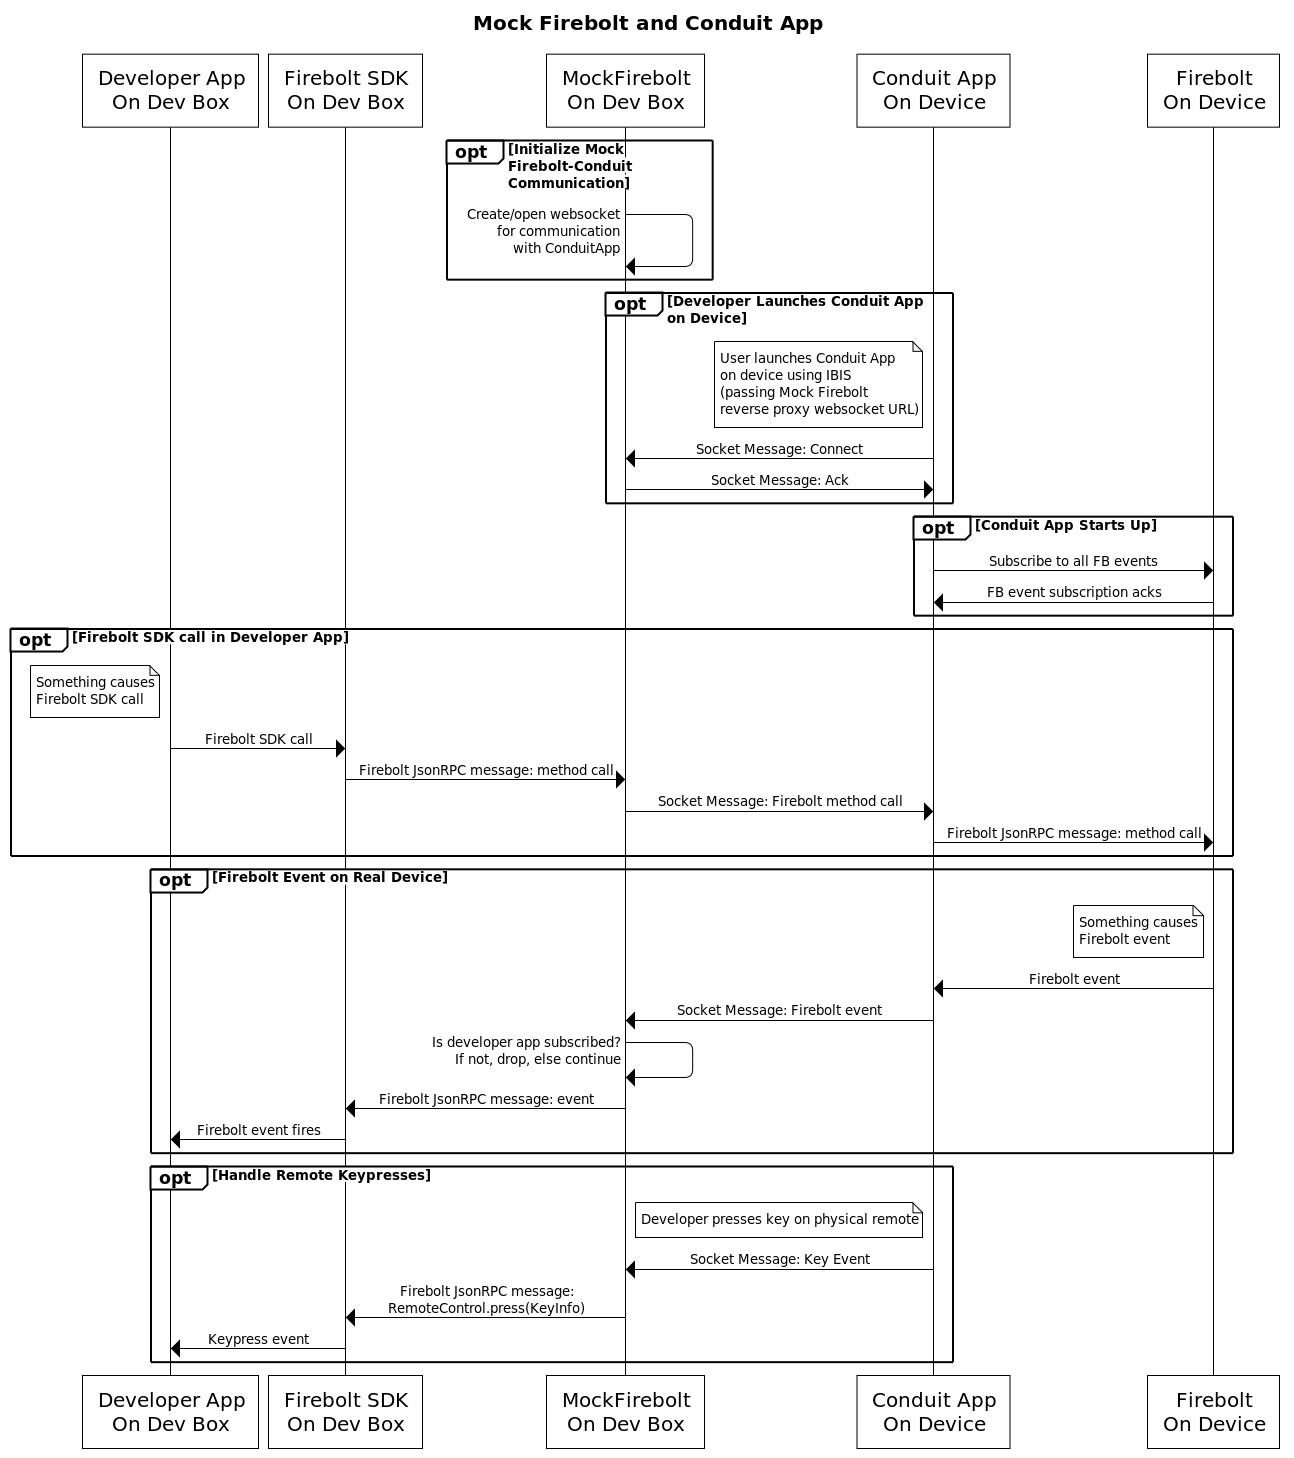 Mock Firebolt and Conduit App
Developer App
On Dev Box
Firebolt SDK
On Dev Box
MockFirebolt
On Dev Box
Conduit App
On Device
Firebolt
On Device
opt
[Initialize Mock
Firebolt-Conduit
Communication]
Create/open websocket
for communication
with ConduitApp
opt
[Developer Launches Conduit App
on Device]
User launches Conduit App
on device using IBIS
(passing Mock Firebolt
reverse proxy websocket URL)
Socket Message: Connect
Socket Message: Ack
opt
[Conduit App Starts Up]
Subscribe to all FB events
FB event subscription acks
opt
[Firebolt SDK call in Developer App]
Something causes
Firebolt SDK call
Firebolt SDK call
Firebolt JsonRPC message: method call
Socket Message: Firebolt method call
Firebolt JsonRPC message: method call
opt
[Firebolt Event on Real Device]
Something causes
Firebolt event
Firebolt event
Socket Message: Firebolt event
Is developer app subscribed?
If not, drop, else continue
Firebolt JsonRPC message: event
Firebolt event fires
opt
[Handle Remote Keypresses]
Developer presses key on physical remote
Socket Message: Key Event
Firebolt JsonRPC message:
RemoteControl.press(KeyInfo)
Keypress event
Developer App
On Dev Box
Firebolt SDK
On Dev Box
MockFirebolt
On Dev Box
Conduit App
On Device
Firebolt
On Device